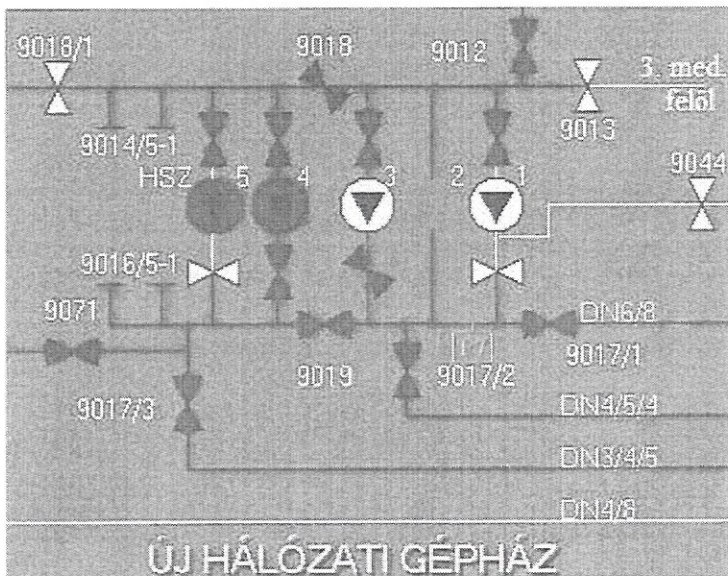 9018/1
9018
9012
3. med
felöl
9013
9014/5-1
HSZ 5 4 3 2 1
9044
9016/5-1
9071
DN6/8
9019
9017/2
9017/1
9017/3
DN4/5/4
DN3/4/5
DN4/6
ÚJ HÁLÓZATI GÉPHÁZ